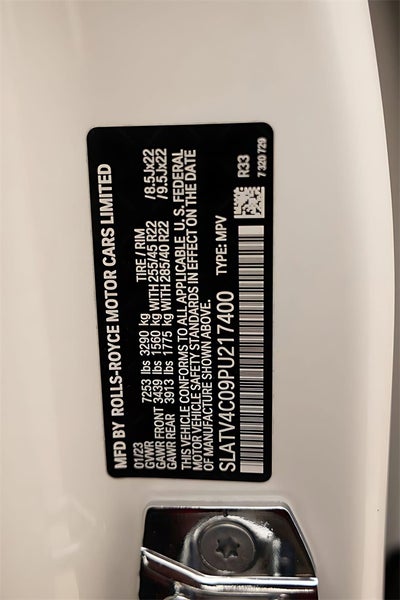 MFD BY ROLLS-ROYCE MOTOR CARS LIMITED
01/23 TIRE / RIM
GVWR 7253 lbs 3290 kg
GAWR FRONT 3439 lbs 1560 kg WITH 255/45 R22 /8.5Jx22
GAWR REAR 3913 lbs 1775 kg WITH 285/40 R22 /9.5Jx22
THIS VEHICLE CONFORMS TO ALL APPLICABLE U.S. FEDERAL
MOTOR VEHICLE SAFETY STANDARDS IN EFFECT ON THE DATE
OF MANUFACTURE SHOWN ABOVE.
SLATV4C09PU217400 TYPE: MPV
R33
7 320 729